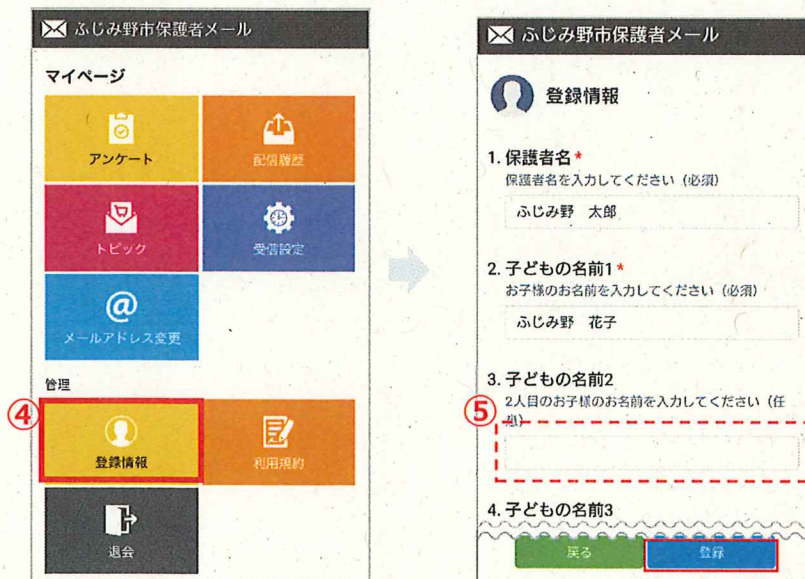 ふじみ野市保護者メール
マイページ
アンケート
配信履歴
トピック
受信設定
@
メールアドレス変更
管理
④
登録情報
利用規約
退会
ふじみ野市保護者メール
登録情報
1. 保護者名*
保護者名を入力してください（必須）
ふじみ野 太郎
2. 子どもの名前1*
お子様のお名前を入力してください（必須）
ふじみ野 花子
3. 子どもの名前2
⑤
2人目のお子様のお名前を入力してください（任
意）
4. 子どもの名前3
戻る
登録